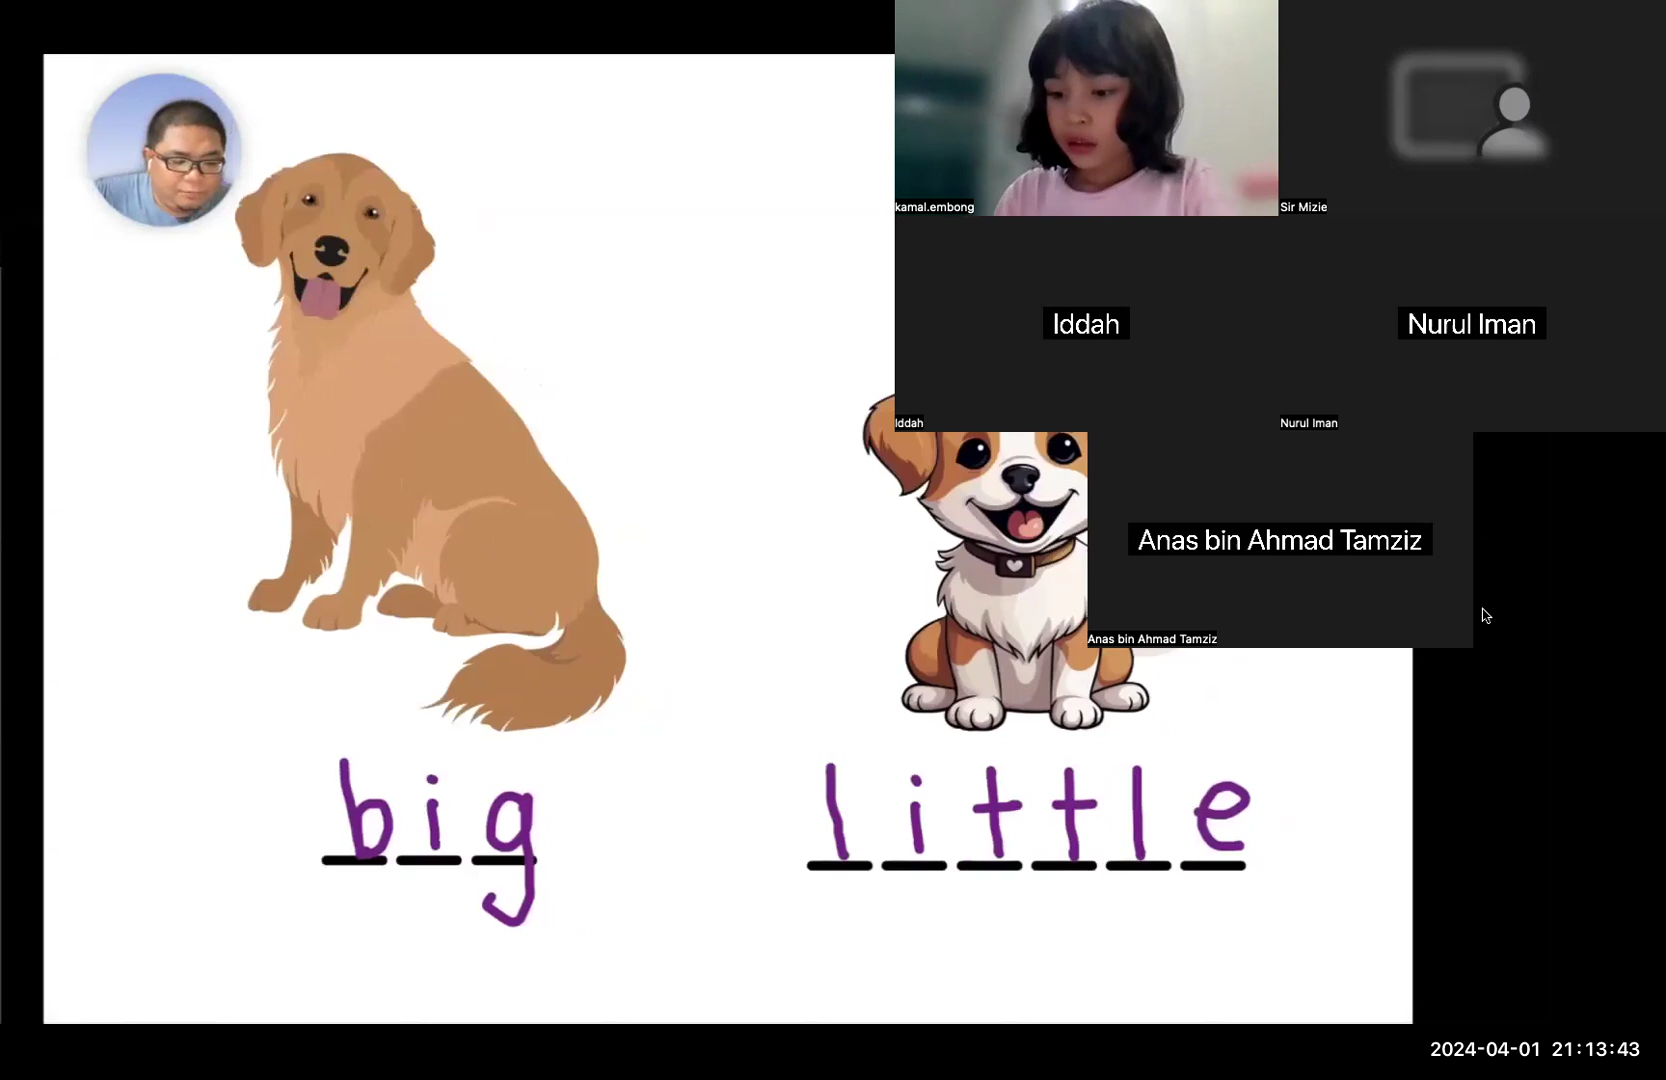 kamal.embong
Sir Mizie
Iddah
Nurul Iman
Iddah
Nurul Iman
Anas bin Ahmad Tamziz
Anas bin Ahmad Tamziz
big
little
2024-04-01 21:13:43